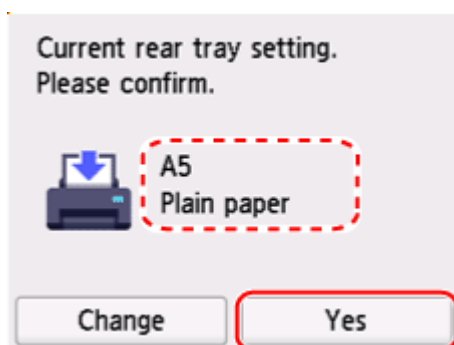 Current rear tray setting.
Please confirm.
A5
Plain paper
Change
Yes